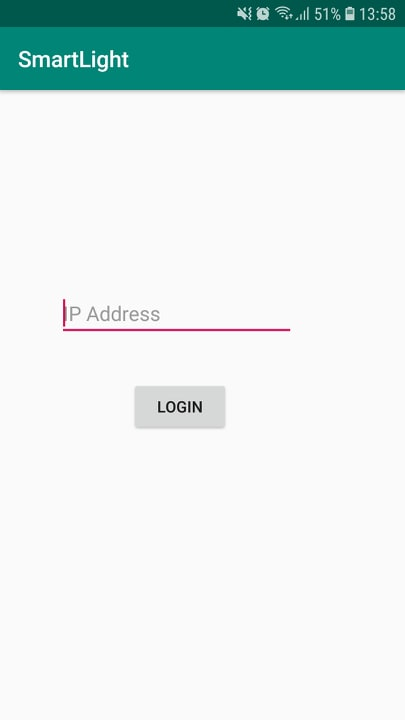 51% 13:58
SmartLight
IP Address
LOGIN